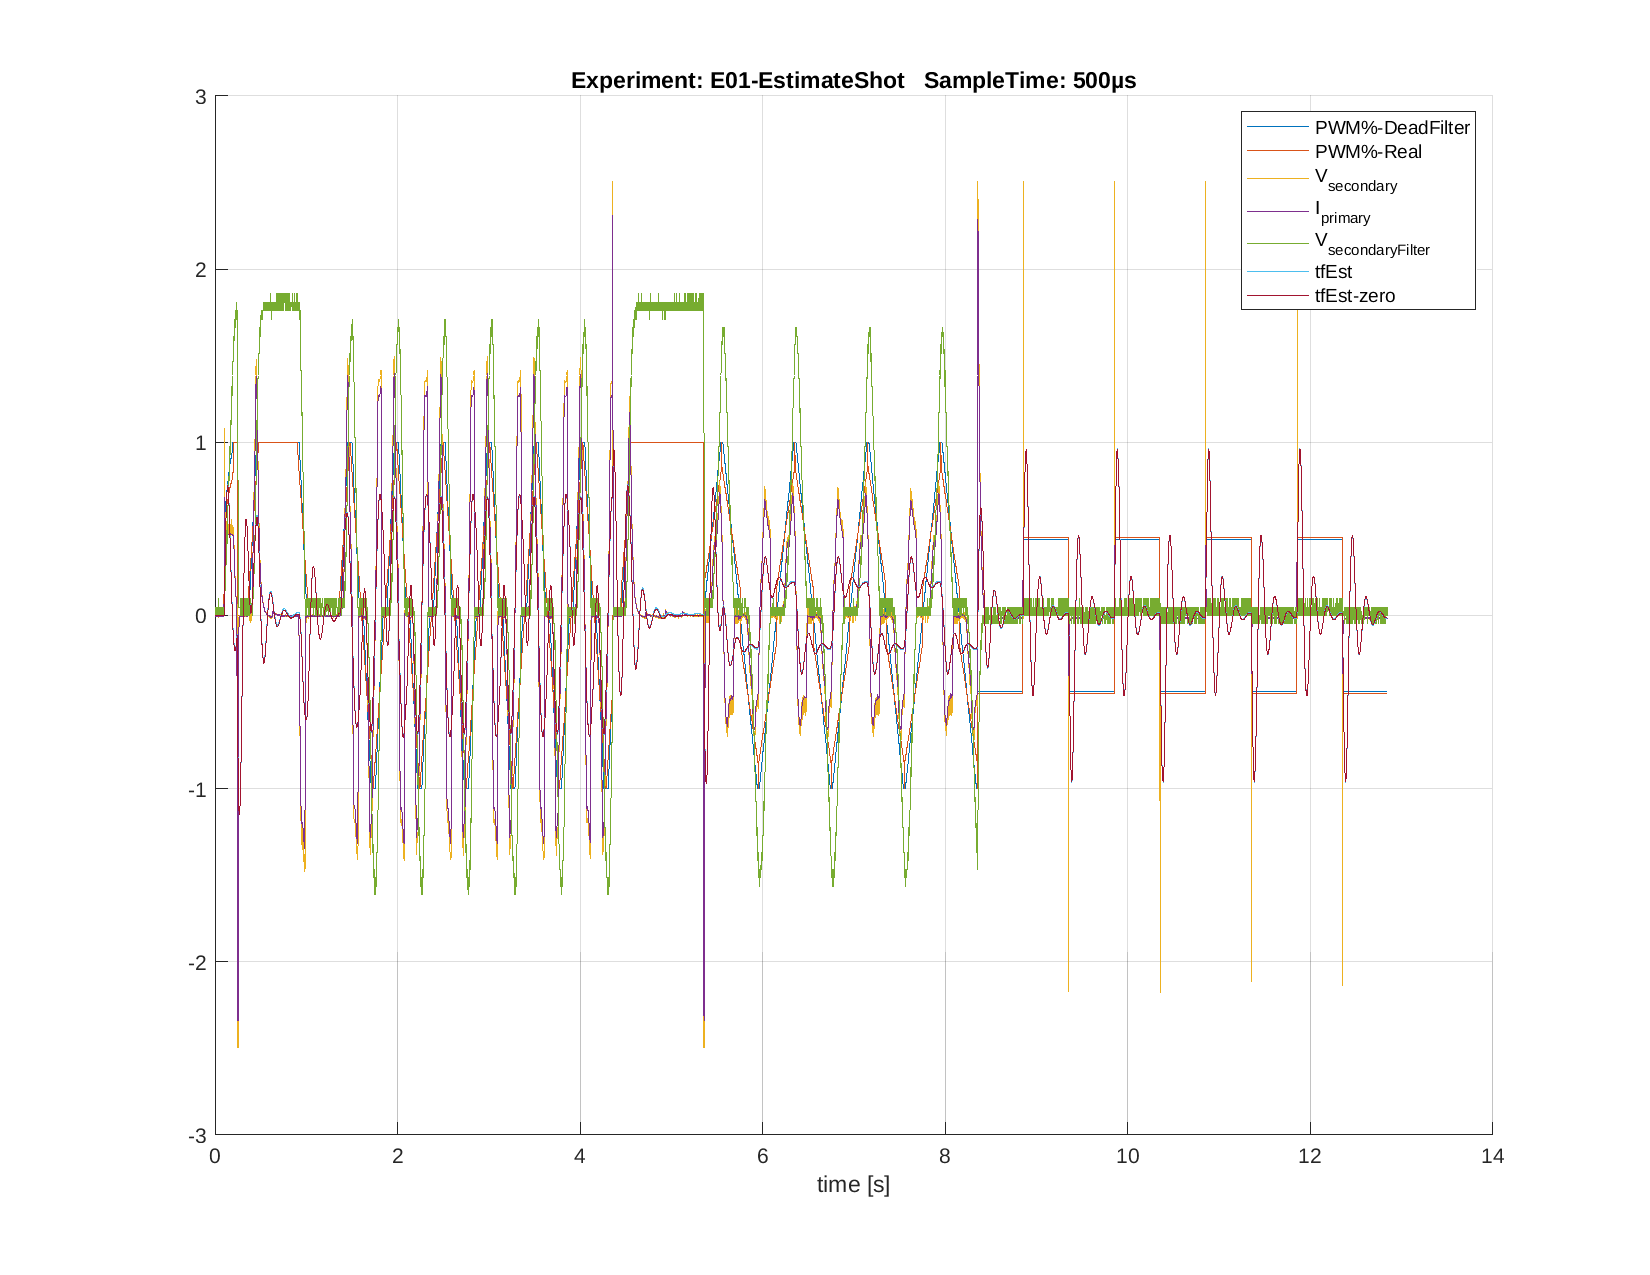 Experiment: E01-EstimateShot   SampleTime: 500µs
3
2
1
0
-1
-2
-3
0 2 4 6 8 10 12 14
time [s]
PWM%-DeadFilter
PWM%-Real
Vsecondary
Iprimary
VsecondaryFilter
tfEst
tfEst-zero